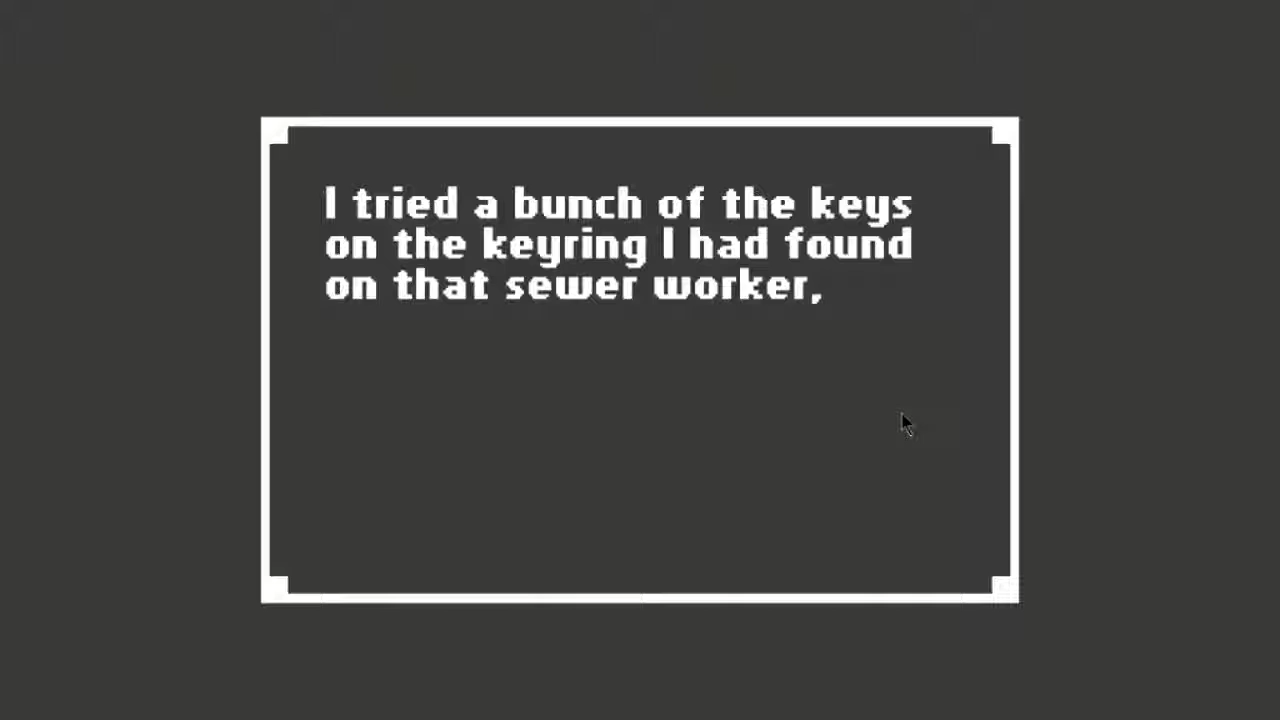 I tried a bunch of the keys
on the keyring I had found
on that sewer worker,